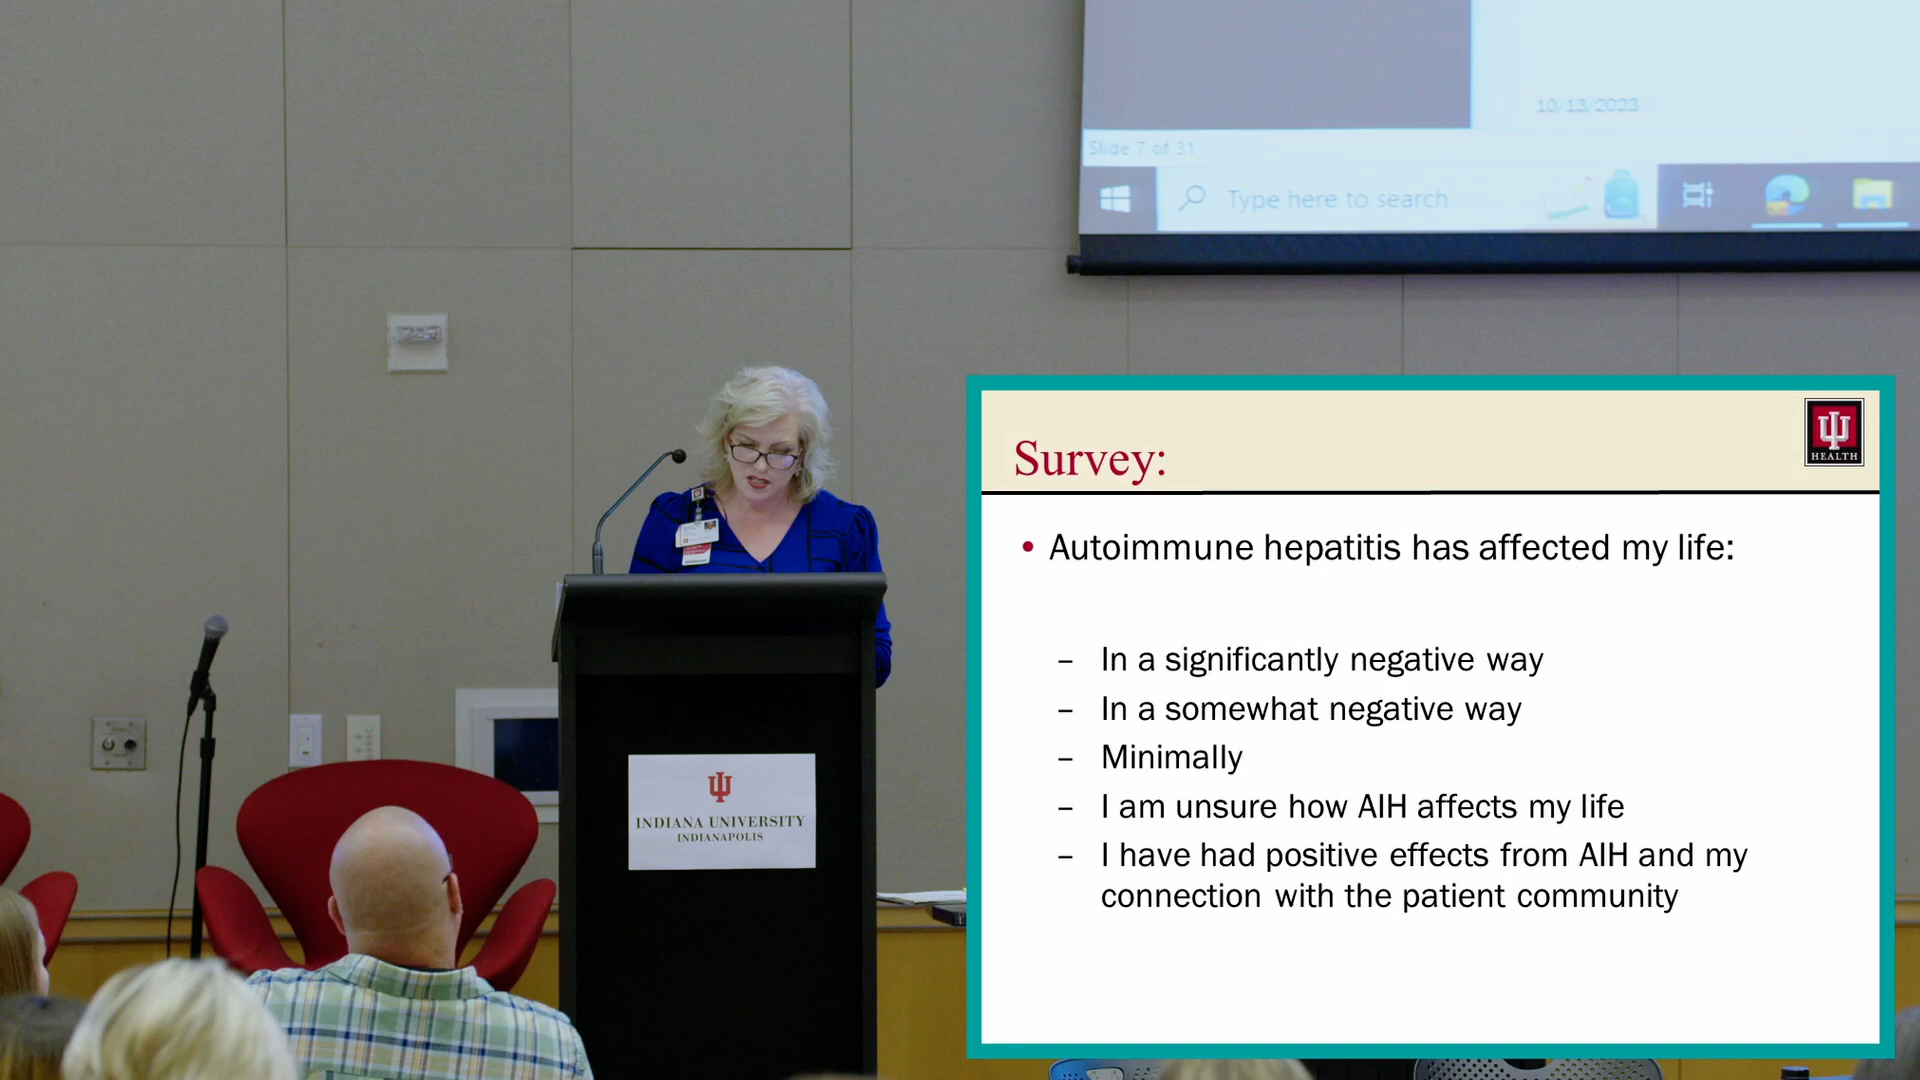 10/13/2023
Slide 7 of 31
Type here to search
HEALTH
Survey:
• Autoimmune hepatitis has affected my life:
– In a significantly negative way
– In a somewhat negative way
– Minimally
– I am unsure how AIH affects my life
– I have had positive effects from AIH and my
connection with the patient community
INDIANA UNIVERSITY
INDIANAPOLIS